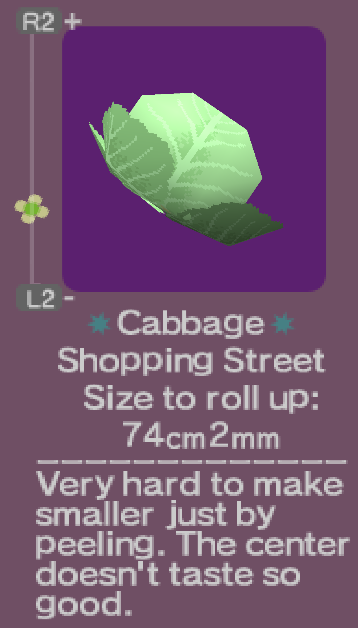 R2 +
L2 -
Cabbage
Shopping Street
Size to roll up:
74cm2mm
Very hard to make
smaller just by
peeling. The center
doesn't taste so
good.